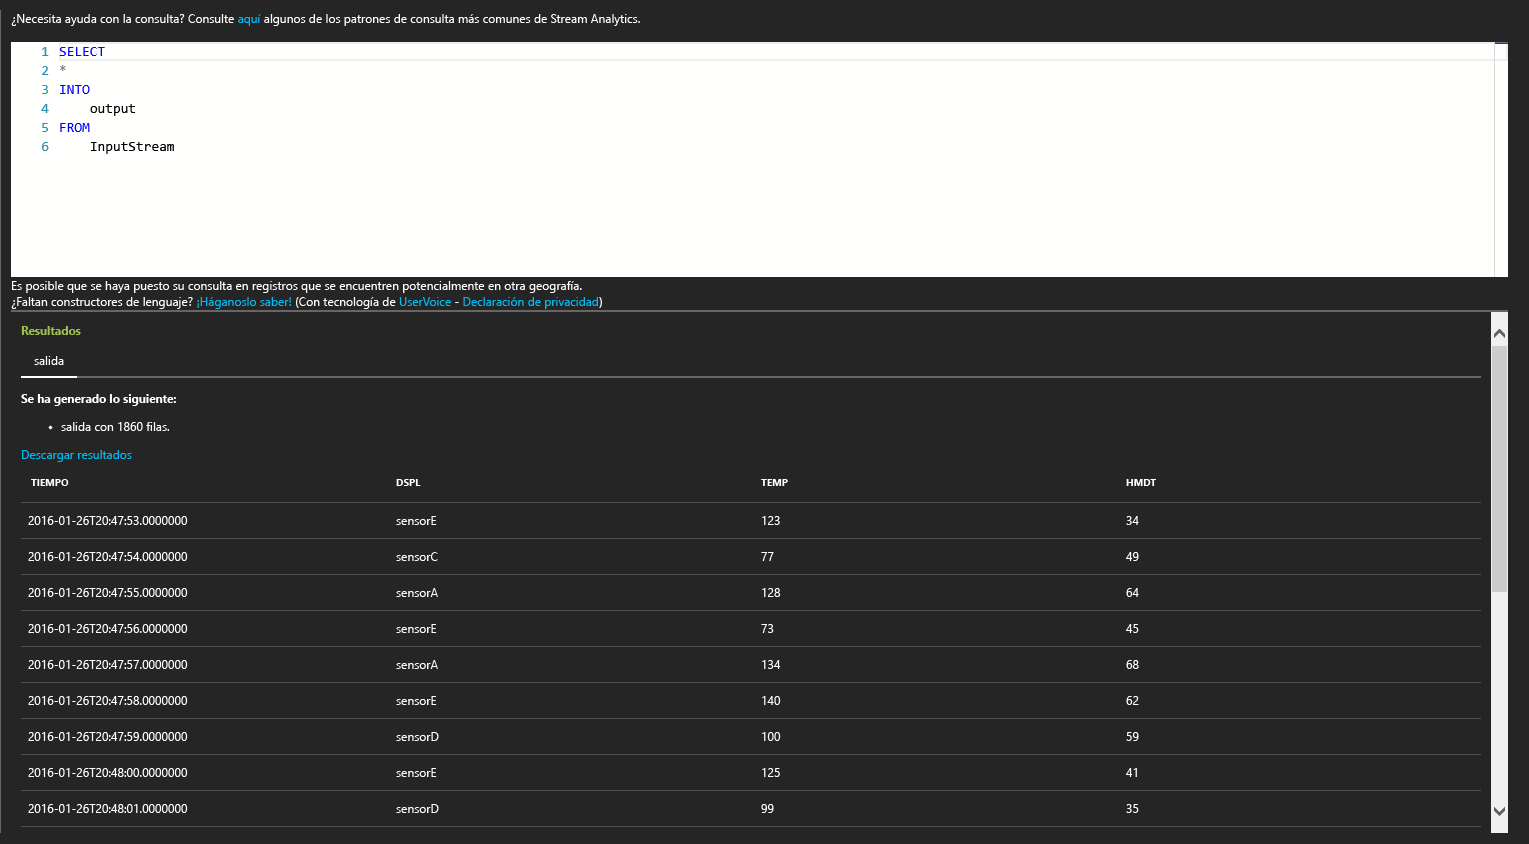 ¿Necesita ayuda con la consulta? Consulte aquí algunos de los patrones de consulta más comunes de Stream Analytics.
1 SELECT
2 *
3 INTO
4 output
5 FROM
6 InputStream
Es posible que se haya puesto su consulta en registros que se encuentren potencialmente en otra geografía.
¿Faltan constructores de lenguaje? ¡Háganoslo saber! (Con tecnología de UserVoice - Declaración de privacidad)
Resultados
salida
Se ha generado lo siguiente:
• salida con 1860 filas.
Descargar resultados
TIEMPO DSPL TEMP HMDT
2016-01-26T20:47:53.0000000 sensorE 123 34
2016-01-26T20:47:54.0000000 sensorC 77 49
2016-01-26T20:47:55.0000000 sensorA 128 64
2016-01-26T20:47:56.0000000 sensorE 73 45
2016-01-26T20:47:57.0000000 sensorA 134 68
2016-01-26T20:47:58.0000000 sensorE 140 62
2016-01-26T20:47:59.0000000 sensorD 100 59
2016-01-26T20:48:00.0000000 sensorE 125 41
2016-01-26T20:48:01.0000000 sensorD 99 35